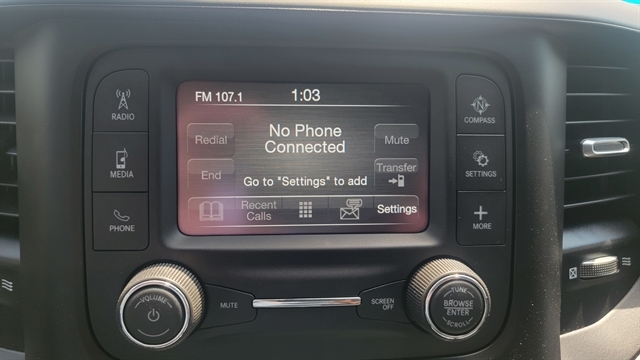 FM 107.1
1:03
Redial
No Phone
Connected
Mute
End
Transfer
Go to "Settings" to add
Recent
Calls
Settings
RADIO
MEDIA
PHONE
COMPASS
SETTINGS
MORE
VOLUME
MUTE
SCREEN
OFF
TUNE
BROWSE
ENTER
SCROLL